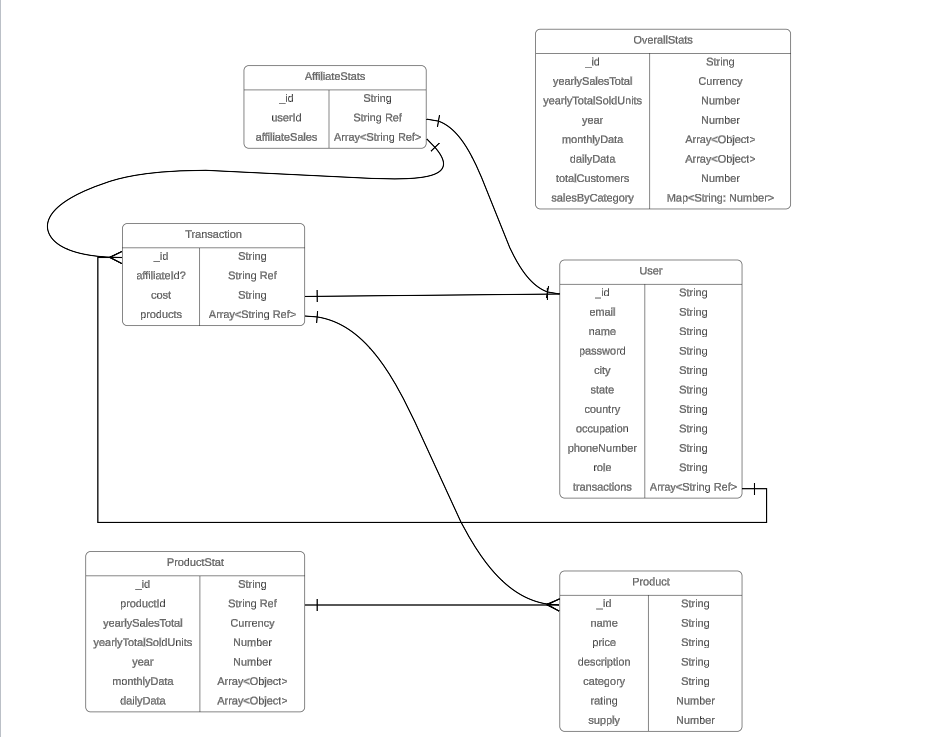 OverallStats
_id String
yearlySalesTotal Currency
yearlyTotalSoldUnits Number
year Number
monthlyData Array<Object>
dailyData Array<Object>
totalCustomers Number
salesByCategory Map<String: Number>
AffiliateStats
_id String
userId String Ref
affiliateSales Array<String Ref>
Transaction
_id String
affiliateId? String Ref
cost String
products Array<String Ref>
User
_id String
email String
name String
password String
city String
state String
country String
occupation String
phoneNumber String
role String
transactions Array<String Ref>
ProductStat
_id String
productId String Ref
yearlySalesTotal Currency
yearlyTotalSoldUnits Number
year Number
monthlyData Array<Object>
dailyData Array<Object>
Product
_id String
name String
price String
description String
category String
rating Number
supply Number